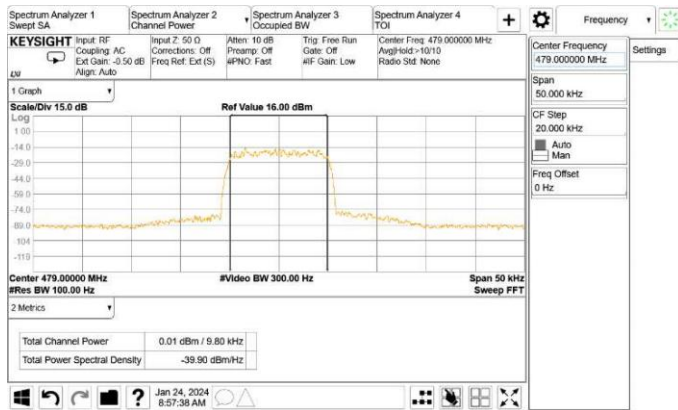 Spectrum Analyzer 1
Swept SA
Spectrum Analyzer 2
Channel Power
Spectrum Analyzer 3
Occupied BW
Spectrum Analyzer 4
TOI
+
Frequency
KEYSIGHT
Input: RF
Coupling: AC
Ext Gain: -0.50 dB
Align: Auto
Input Z: 50 Ω
Corrections: Off
Freq Ref: Ext (S)
Atten: 10 dB
Preamp: Off
#PNO: Fast
Trig: Free Run
Gate: Off
#IF Gain: Low
Center Freq: 479.000000 MHz
Avg|Hold:>10/10
Radio Std: None
Center Frequency
479.000000 MHz
Settings
Span
50.000 kHz
CF Step
20.000 kHz
Auto
Man
Freq Offset
0 Hz
1 Graph
Scale/Div 15.0 dB
Ref Value 16.00 dBm
Log
1.00
-14.0
-29.0
-44.0
-59.0
-74.0
-89.0
-104
-119
Center 479.00000 MHz
#Video BW 300.00 Hz
Span 50 kHz
#Res BW 100.00 Hz
Sweep FFT
2 Metrics
Total Channel Power
0.01 dBm / 9.80 kHz
Total Power Spectral Density
-39.90 dBm/Hz
?
Jan 24, 2024
8:57:38 AM